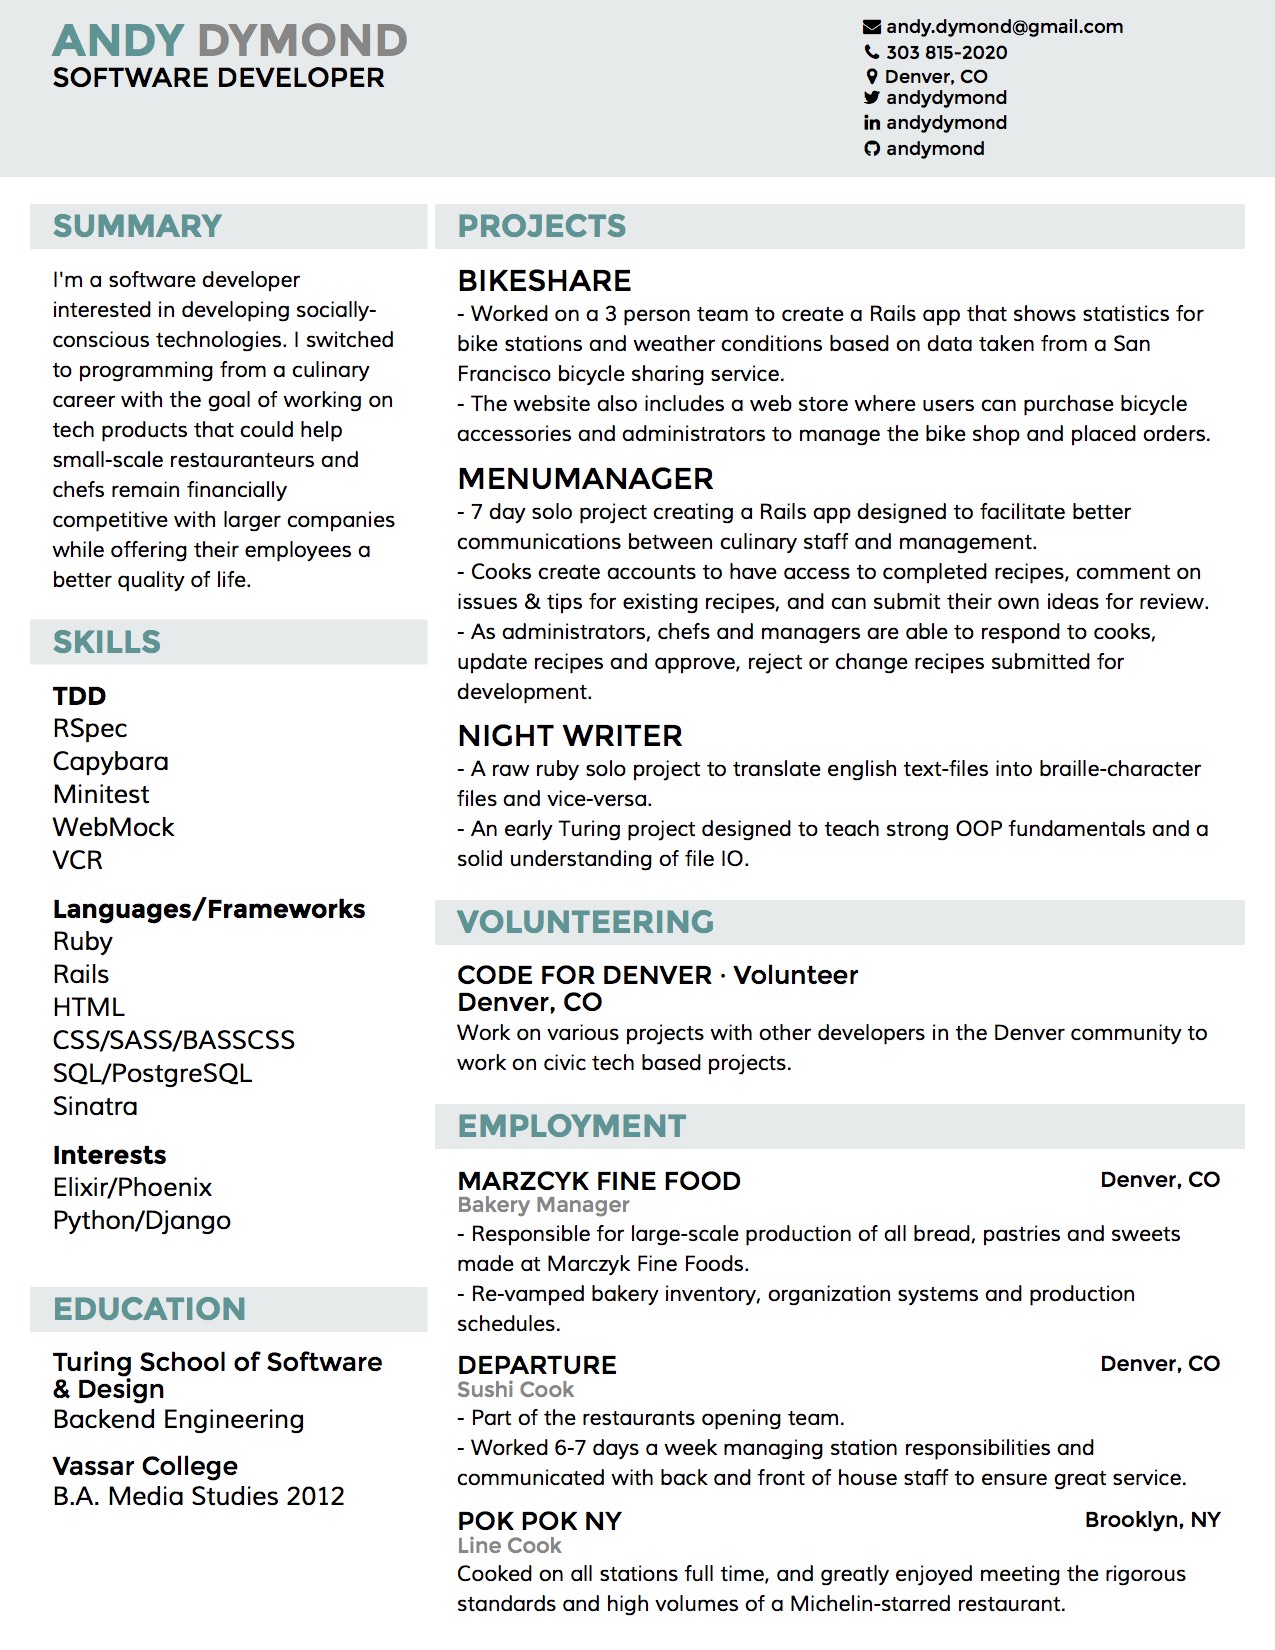 ANDY DYMOND
SOFTWARE DEVELOPER
andy.dymond@gmail.com
303 815-2020
Denver, CO
andydymond
andydymond
andymond
SUMMARY
I'm a software developer
interested in developing socially-
conscious technologies. I switched
to programming from a culinary
career with the goal of working on
tech products that could help
small-scale restauranteurs and
chefs remain financially
competitive with larger companies
while offering their employees a
better quality of life.
SKILLS
TDD
RSpec
Capybara
Minitest
WebMock
VCR
Languages/Frameworks
Ruby
Rails
HTML
CSS/SASS/BASSCSS
SQL/PostgreSQL
Sinatra
Interests
Elixir/Phoenix
Python/Django
EDUCATION
Turing School of Software
& Design
Backend Engineering
Vassar College
B.A. Media Studies 2012
PROJECTS
BIKESHARE
- Worked on a 3 person team to create a Rails app that shows statistics for
bike stations and weather conditions based on data taken from a San
Francisco bicycle sharing service.
- The website also includes a web store where users can purchase bicycle
accessories and administrators to manage the bike shop and placed orders.
MENUMANAGER
- 7 day solo project creating a Rails app designed to facilitate better
communications between culinary staff and management.
- Cooks create accounts to have access to completed recipes, comment on
issues & tips for existing recipes, and can submit their own ideas for review.
- As administrators, chefs and managers are able to respond to cooks,
update recipes and approve, reject or change recipes submitted for
development.
NIGHT WRITER
- A raw ruby solo project to translate english text-files into braille-character
files and vice-versa.
- An early Turing project designed to teach strong OOP fundamentals and a
solid understanding of file IO.
VOLUNTEERING
CODE FOR DENVER · Volunteer
Denver, CO
Work on various projects with other developers in the Denver community to
work on civic tech based projects.
EMPLOYMENT
MARZCYK FINE FOOD Denver, CO
Bakery Manager
- Responsible for large-scale production of all bread, pastries and sweets
made at Marczyk Fine Foods.
- Re-vamped bakery inventory, organization systems and production
schedules.
DEPARTURE Denver, CO
Sushi Cook
- Part of the restaurants opening team.
- Worked 6-7 days a week managing station responsibilities and
communicated with back and front of house staff to ensure great service.
POK POK NY Brooklyn, NY
Line Cook
Cooked on all stations full time, and greatly enjoyed meeting the rigorous
standards and high volumes of a Michelin-starred restaurant.